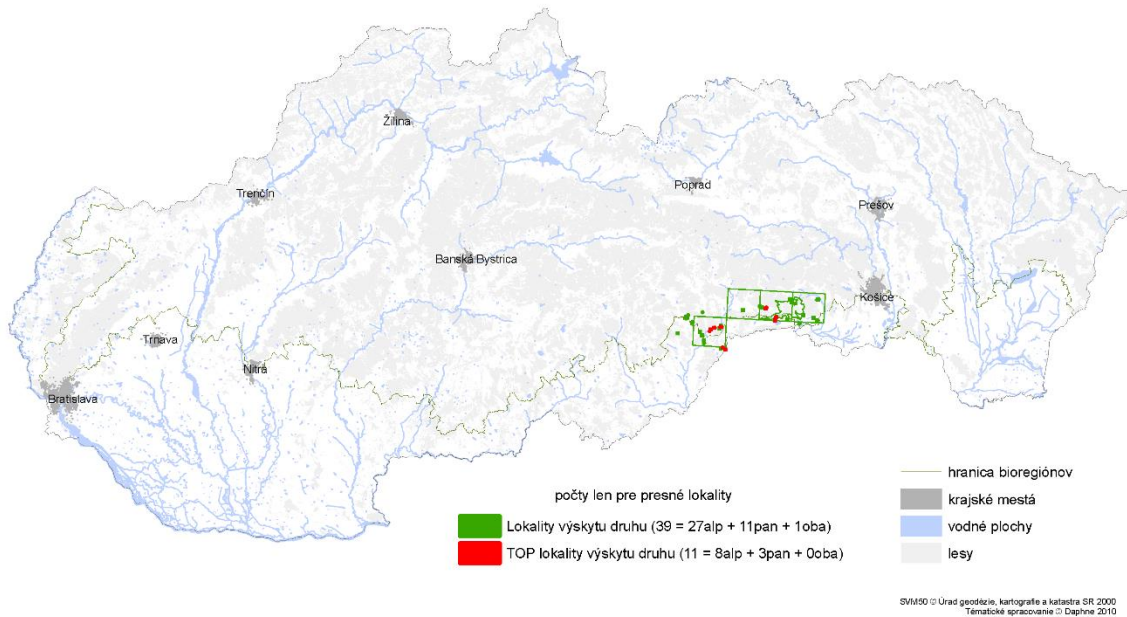 Žilina
Poprad
Trenčín
Prešov
Banská Bystrica
Košice
Trnava
Nitra
Bratislava
hranica bioregiónov
počty len pre presné lokality
krajské mestá
Lokality výskytu druhu (39 = 27alp + 11pan + 1oba)
vodné plochy
TOP lokality výskytu druhu (11 = 8alp + 3pan + 0oba)
lesy
SVM50 © Úrad geodézie, kartografie a katastra SR 2000
Tématické spracovanie © Daphne 2010